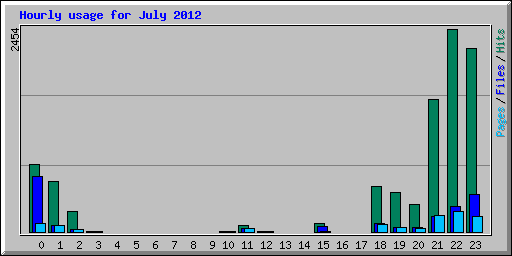 Hourly usage for July 2012
2454
Pages / Files / Hits
0 1 2 3 4 5 6 7 8 9 10 11 12 13 14 15 16 17 18 19 20 21 22 23